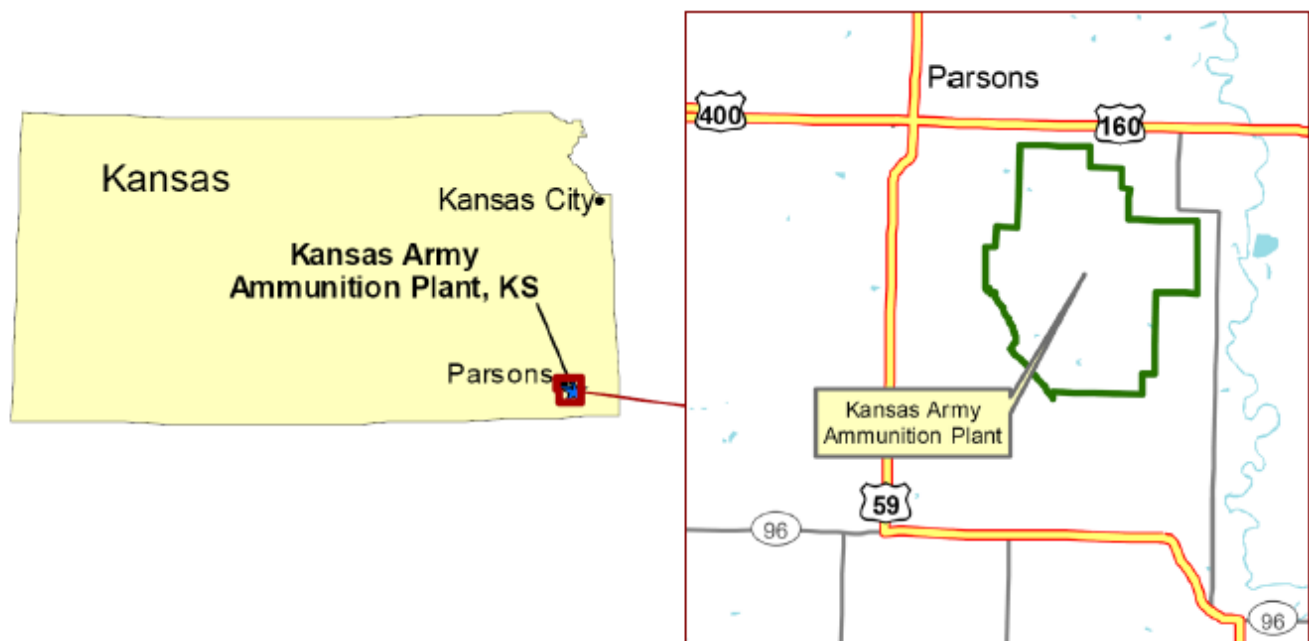 Kansas
Kansas City
Kansas Army
Ammunition Plant, KS
Parsons
Parsons
400
160
Kansas Army
Ammunition Plant
59
96
96